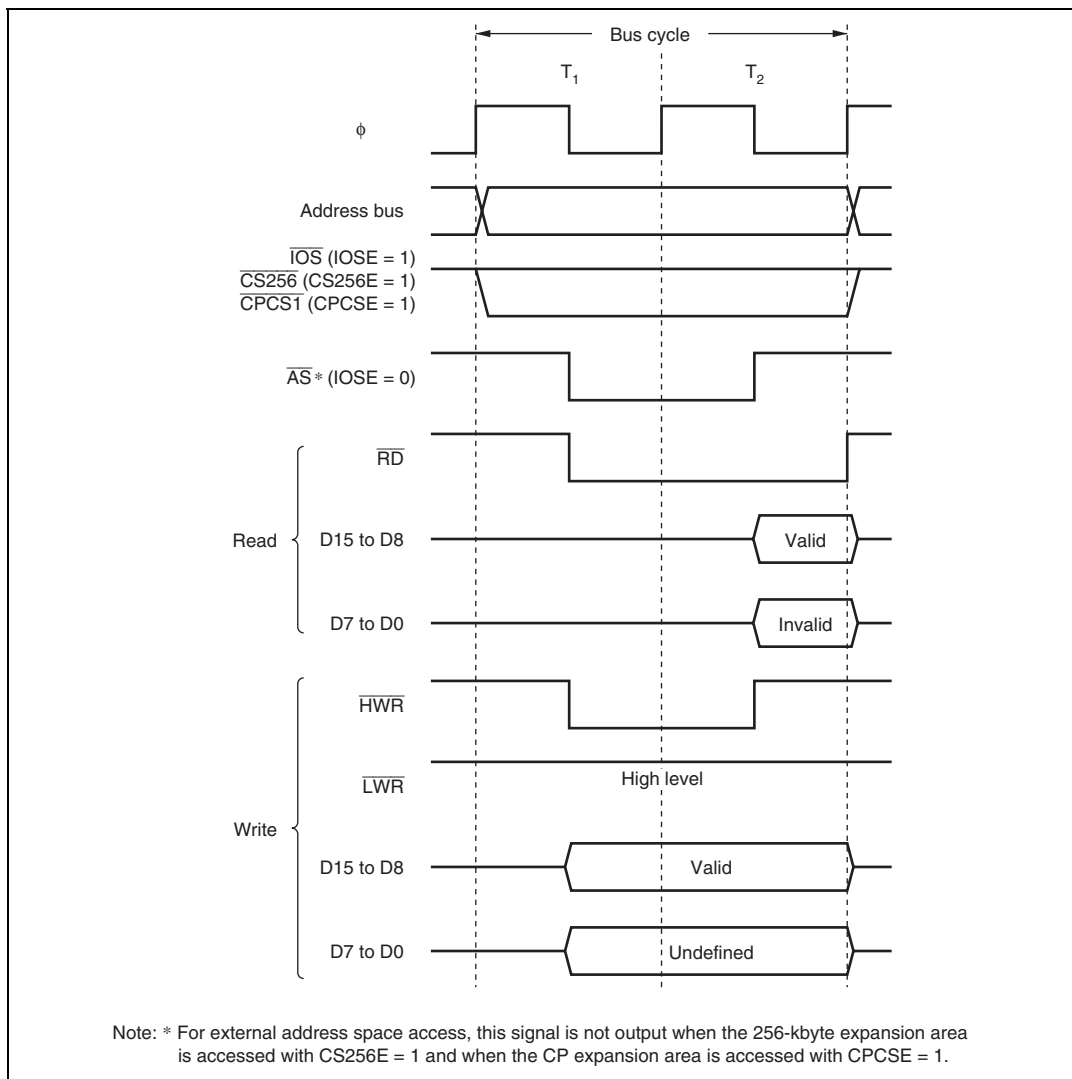 Bus cycle
T1 T2
ϕ
Address bus
IOS (IOSE = 1)
CS256 (CS256E = 1)
CPCS1 (CPCSE = 1)
AS * (IOSE = 0)
RD
Read
D15 to D8 Valid
D7 to D0 Invalid
HWR
LWR High level
Write
D15 to D8 Valid
D7 to D0 Undefined
Note: * For external address space access, this signal is not output when the 256-kbyte expansion area
is accessed with CS256E = 1 and when the CP expansion area is accessed with CPCSE = 1.